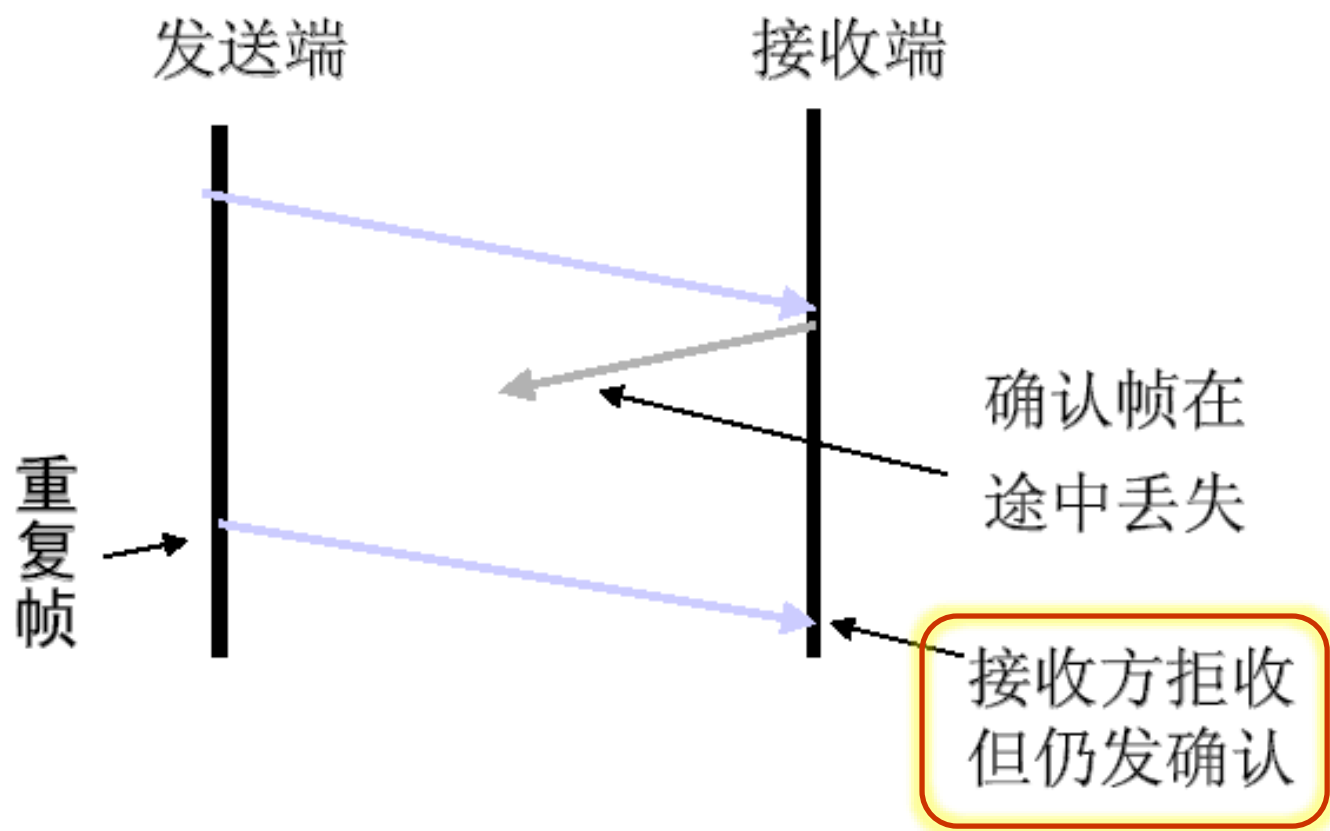 发送端
接收端
确认帧在
途中丢失
重复帧
接收方拒收
但仍发确认